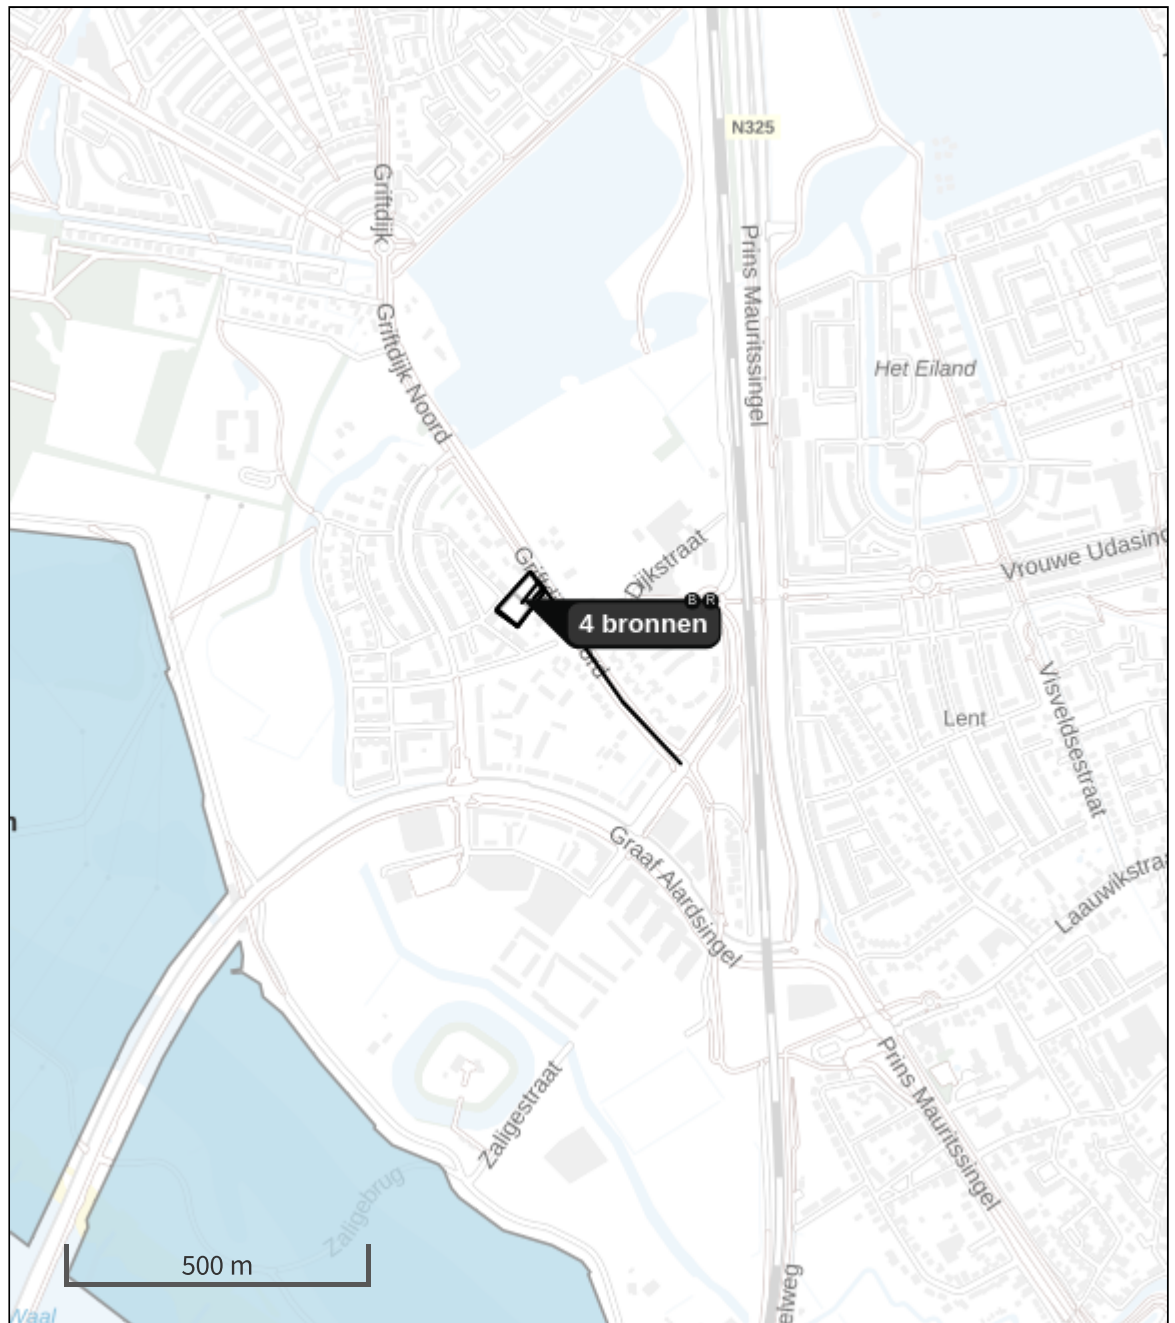 N325
Griftdijk
Prins Mauritssingel
Griftdijk Noord
Het Eiland
Dijkstraat
Vrouwe Udasing
B R
4 bronnen
Lent
Visveldsestraat
Graaf Alardsingel
Laauwikstraa
Prins Mauritssingel
Zaligestraat
Zaligebrug
500 m
elweg
Waal